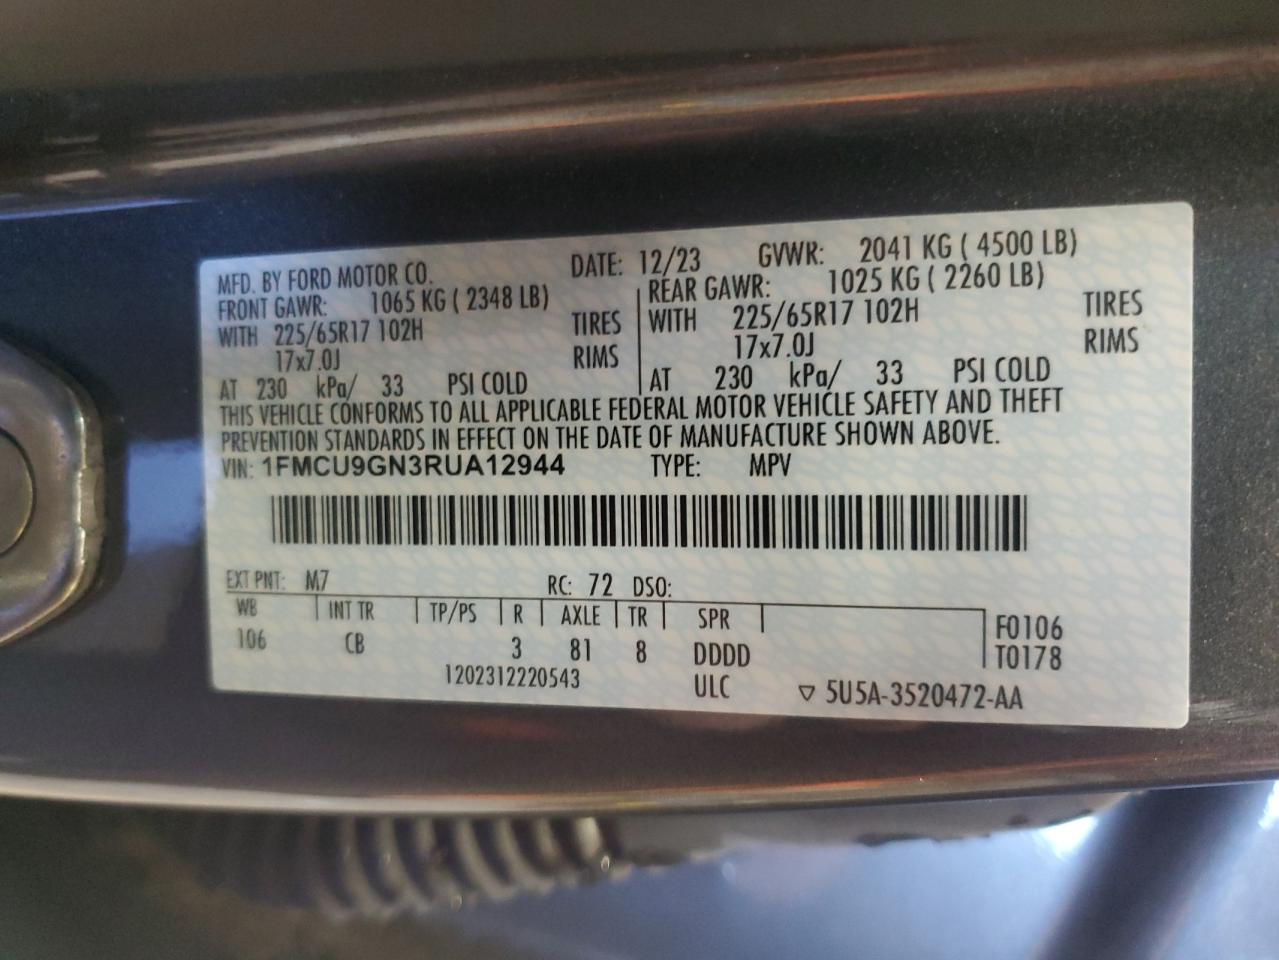 MFD. BY FORD MOTOR CO. DATE: 12/23 GVWR: 2041 KG ( 4500 LB)
FRONT GAWR: 1065 KG ( 2348 LB) REAR GAWR: 1025 KG ( 2260 LB)
WITH 225/65R17 102H TIRES WITH 225/65R17 102H TIRES
17x7.0J RIMS 17x7.0J RIMS
AT 230 kPa/ 33 PSI COLD AT 230 kPa/ 33 PSI COLD
THIS VEHICLE CONFORMS TO ALL APPLICABLE FEDERAL MOTOR VEHICLE SAFETY AND THEFT
PREVENTION STANDARDS IN EFFECT ON THE DATE OF MANUFACTURE SHOWN ABOVE.
VIN: 1FMCU9GN3RUA12944 TYPE: MPV
EXT PNT: M7 RC: 72 DSO:
WB INT TR TP/PS R AXLE TR SPR F0106
106 CB 3 81 8 DDDD T0178
1202312220543 ULC ▽ 5U5A-3520472-AA